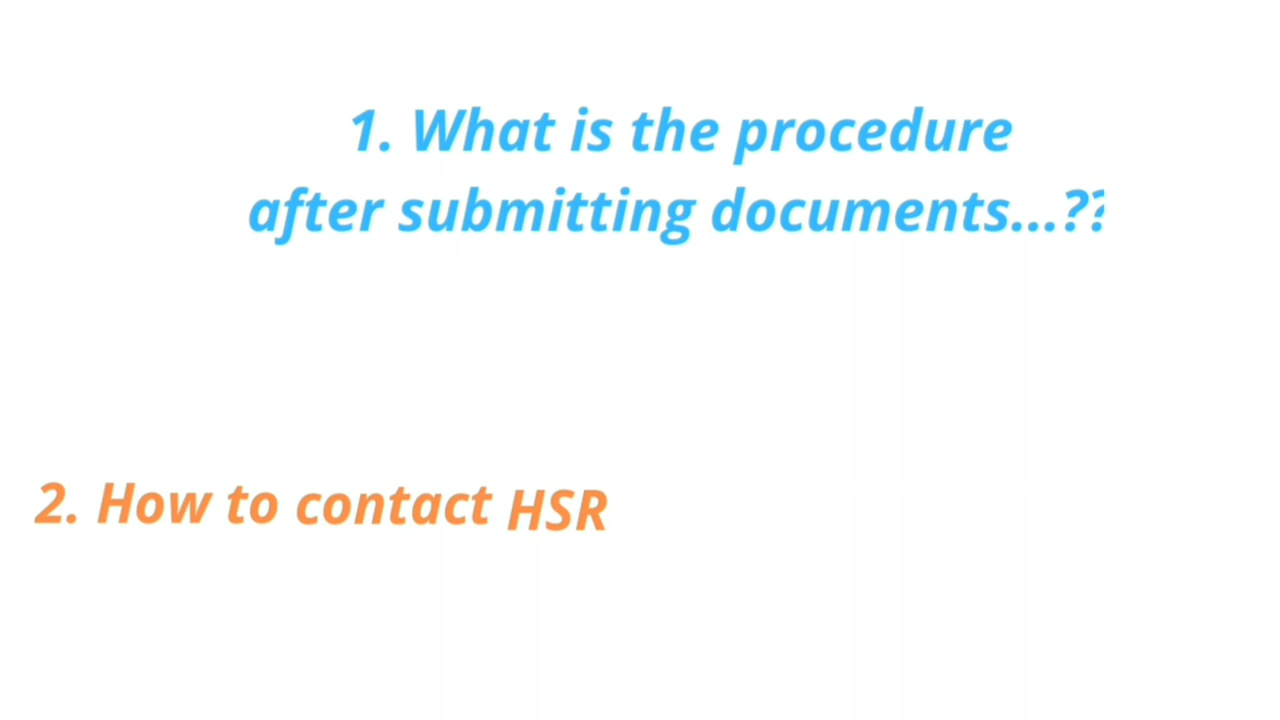 1. What is the procedure
after submitting documents...??
2. How to contact HSR